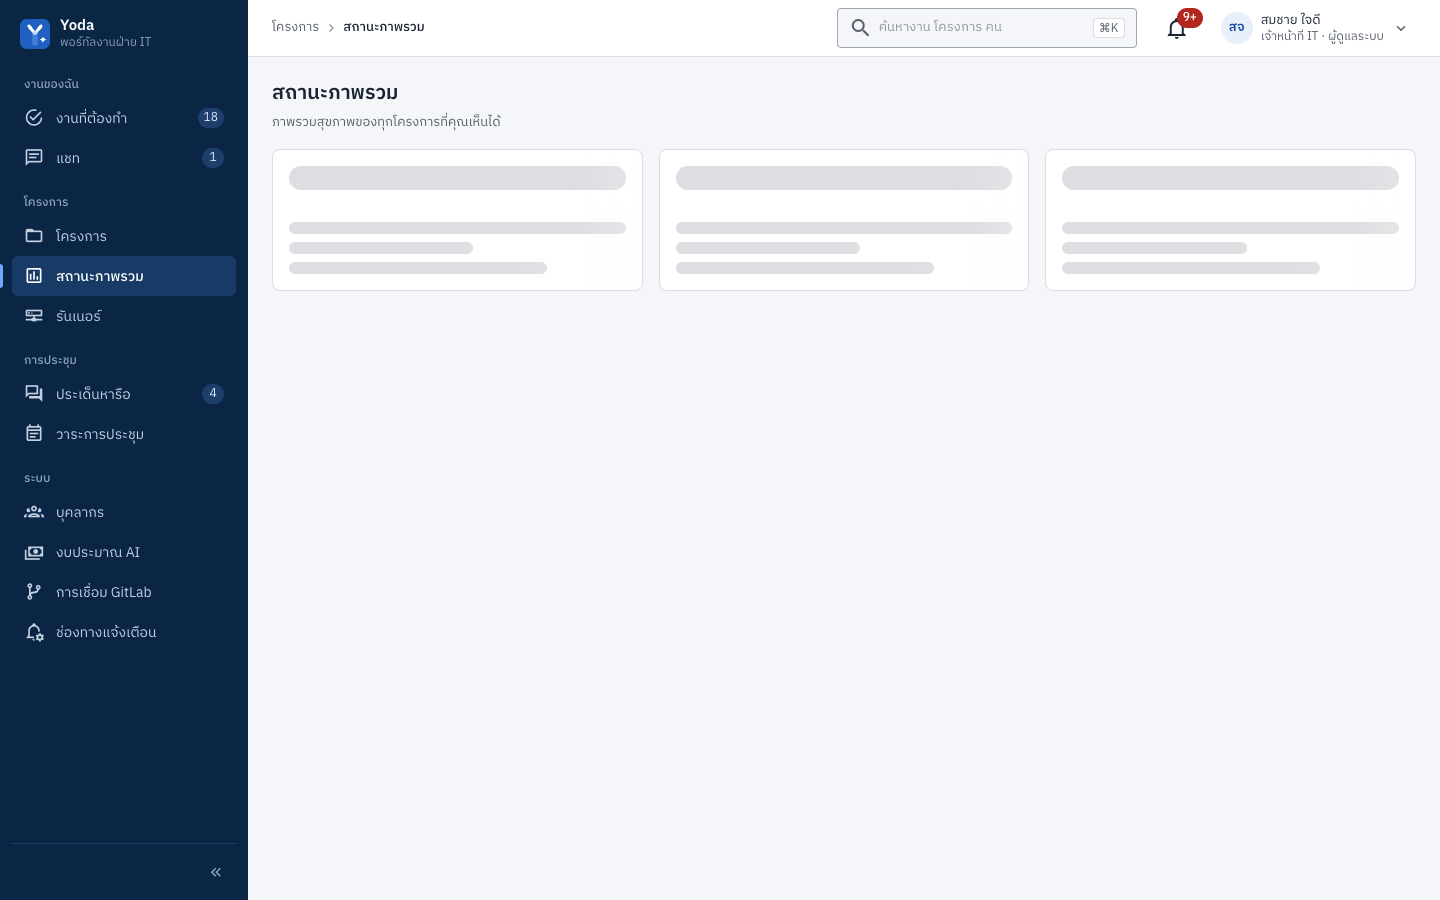 Yoda
พอร์ทัลงานฝ่าย IT
งานของฉัน
งานที่ต้องทำ 18
แชท 1
โครงการ
โครงการ
สถานะภาพรวม
รันเนอร์
การประชุม
ประเด็นหารือ 4
วาระการประชุม
ระบบ
บุคลากร
งบประมาณ AI
การเชื่อม GitLab
ช่องทางแจ้งเตือน
โครงการ สถานะภาพรวม
ค้นหางาน โครงการ คน ⌘K
9+
สจ
สมชาย ใจดี
เจ้าหน้าที่ IT · ผู้ดูแลระบบ
สถานะภาพรวม
ภาพรวมสุขภาพของทุกโครงการที่คุณเห็นได้